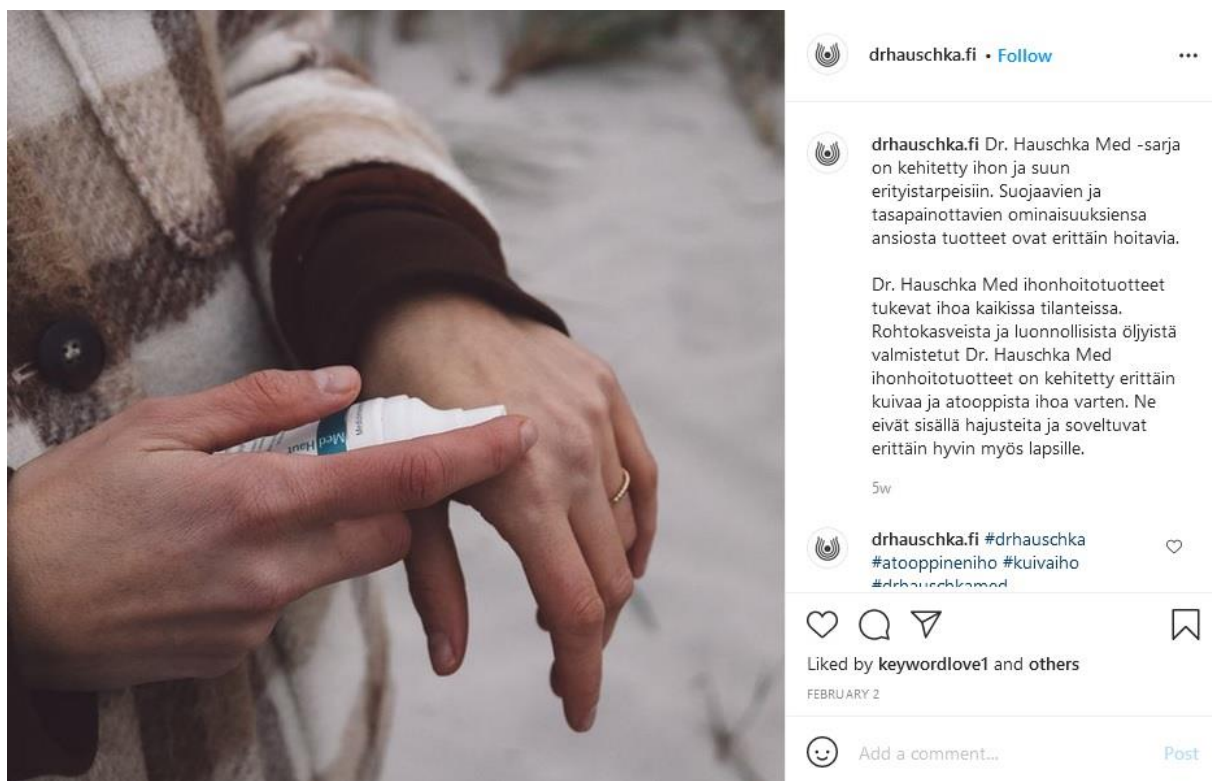 Med Haut
drhauschka.fi • Follow
drhauschka.fi Dr. Hauschka Med -sarja
on kehitetty ihon ja suun
erityistarpeisiin. Suojaavien ja
tasapainottavien ominaisuuksiensa
ansiosta tuotteet ovat erittäin hoitavia.
Dr. Hauschka Med ihonhoitotuotteet
tukevat ihoa kaikissa tilanteissa.
Rohtokasveista ja luonnollisista öljyistä
valmistetut Dr. Hauschka Med
ihonhoitotuotteet on kehitetty erittäin
kuivaa ja atooppista ihoa varten. Ne
eivät sisällä hajusteita ja soveltuvat
erittäin hyvin myös lapsille.
5w
drhauschka.fi #drhauschka
#atooppineniho #kuivaiho
#drhauschkamed
Liked by keywordlove1 and others
FEBRUARY 2
Add a comment...
Post